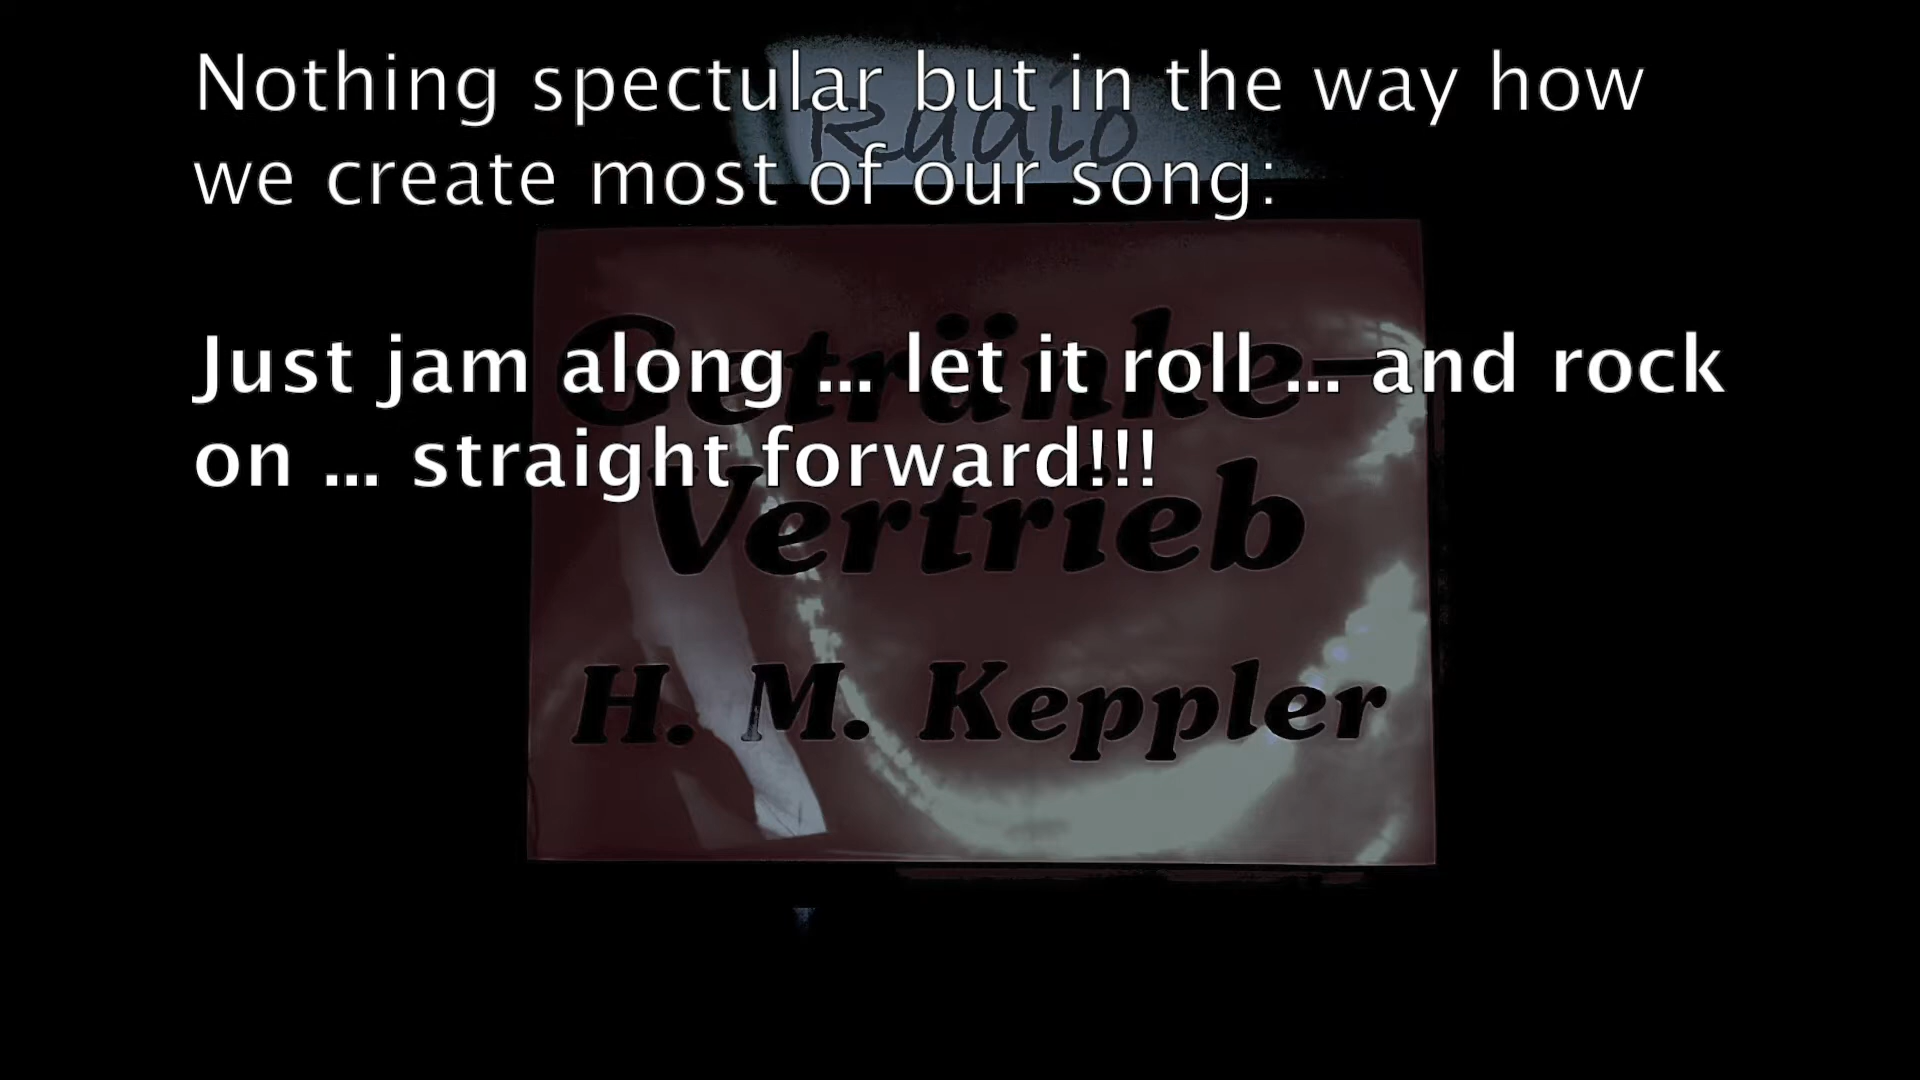 Nothing spectular but in the way how
Radio
we create most of our song:
Just jam along ... let it roll ... and rock
on ... straight forward!!!
Getränke-
Vertrieb
H. M. Keppler